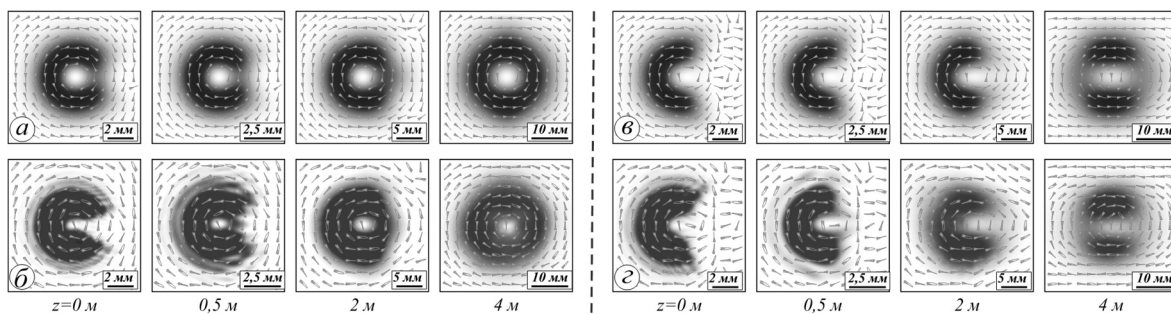 а 2 мм 2,5 мм 5 мм 10 мм в 2 мм 2,5 мм 5 мм 10 мм
б 2 мм 2,5 мм 5 мм 10 мм г 2 мм 2,5 мм 5 мм 10 мм
z=0 м 0,5 м 2 м 4 м z=0 м 0,5 м 2 м 4 м